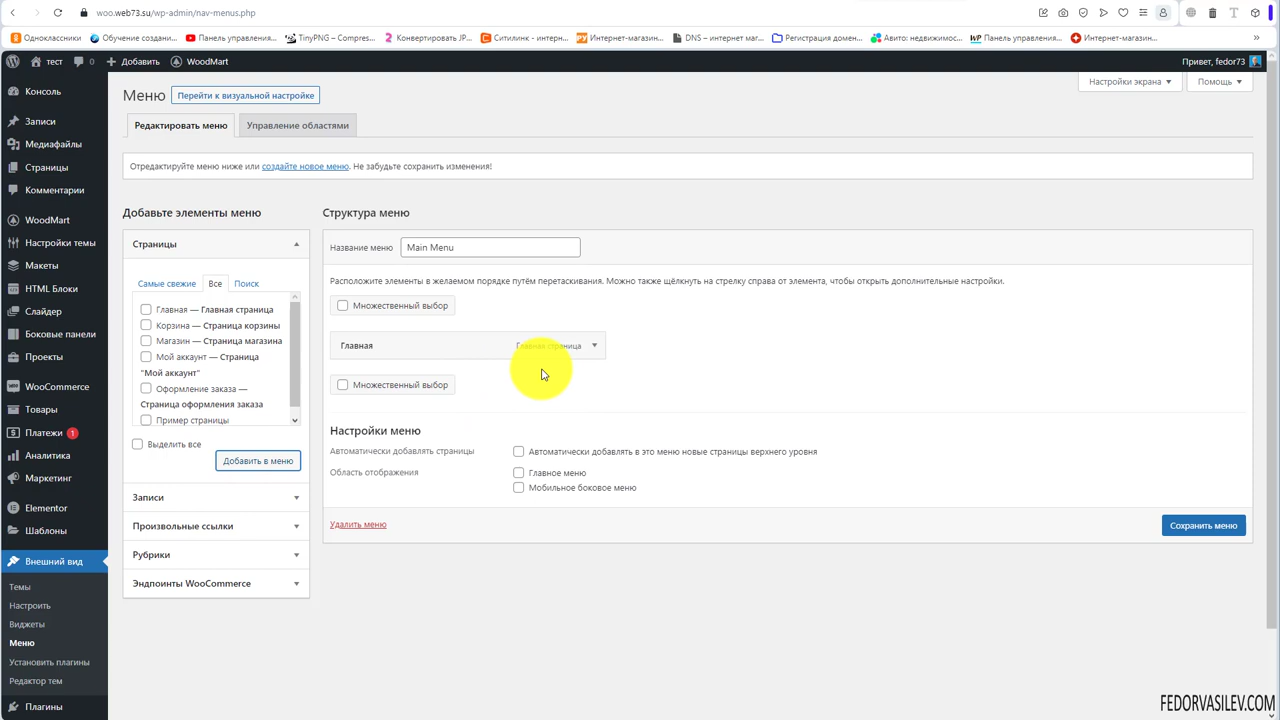 woo.web73.su/wp-admin/nav-menus.php
Одноклассники
Обучение создани...
Панель управления...
TinyPNG – Compres...
Конвертировать JP...
Ситилинк - интерн...
Интернет-магазин...
DNS – интернет маг...
Регистрация домен...
Авито: недвижимос...
Панель управления...
Интернет-магазин...
тест
0
Добавить
WoodMart
Привет, fedor73
Консоль
Записи
Медиафайлы
Страницы
Комментарии
WoodMart
Настройки темы
Макеты
HTML Блоки
Слайдер
Боковые панели
Проекты
WooCommerce
Товары
Платежи 1
Аналитика
Маркетинг
Elementor
Шаблоны
Внешний вид
Темы
Настроить
Виджеты
Меню
Установить плагины
Редактор тем
Плагины
Настройки экрана
Помощь
Меню
Перейти к визуальной настройке
Редактировать меню
Управление областями
Отредактируйте меню ниже или создайте новое меню. Не забудьте сохранить изменения!
Добавьте элементы меню
Страницы
Самые свежие
Все
Поиск
Главная — Главная страница
Корзина — Страница корзины
Магазин — Страница магазина
Мой аккаунт — Страница
"Мой аккаунт"
Оформление заказа —
Страница оформления заказа
Пример страницы
Выделить все
Добавить в меню
Записи
Произвольные ссылки
Рубрики
Эндпоинты WooCommerce
Структура меню
Название меню
Main Menu
Расположите элементы в желаемом порядке путём перетаскивания. Можно также щёлкнуть на стрелку справа от элемента, чтобы открыть дополнительные настройки.
Множественный выбор
Главная
Главная страница
Множественный выбор
Настройки меню
Автоматически добавлять страницы
Автоматически добавлять в это меню новые страницы верхнего уровня
Область отображения
Главное меню
Мобильное боковое меню
Удалить меню
Сохранить меню
FEDORVASILEV.COM